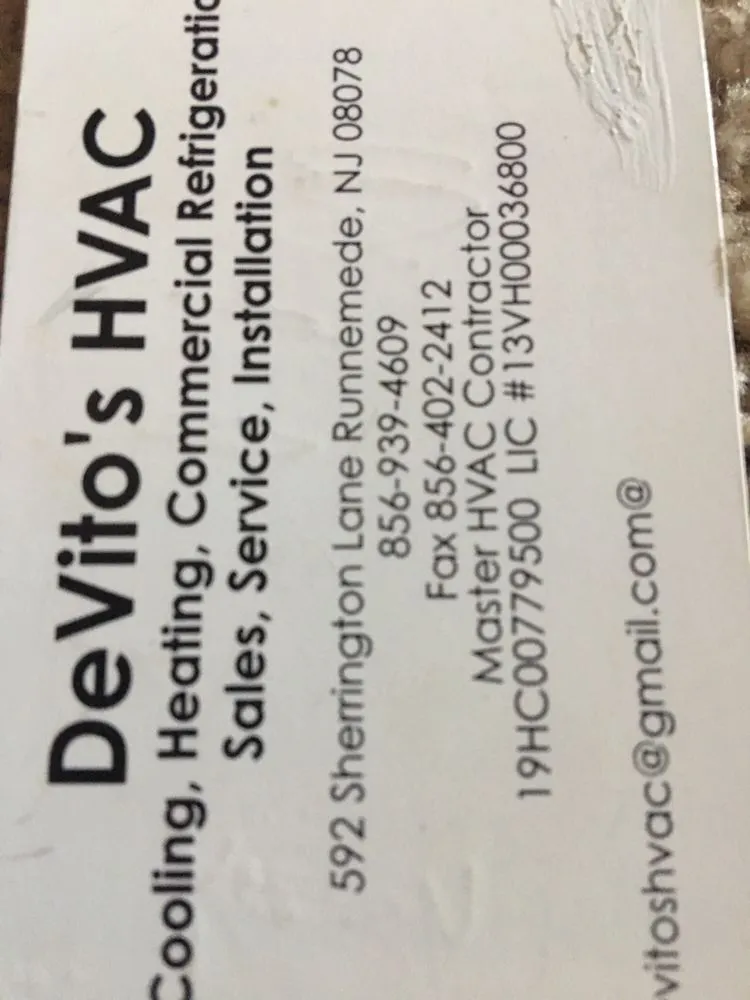 DeVito's HVAC
Cooling, Heating, Commercial Refrigeratio
Sales, Service, Installation
592 Sherrington Lane Runnemede, NJ 08078
856-939-4609
Fax 856-402-2412
Master HVAC Contractor
19HC00779500 LIC #13VH00036800
vitoshvac@gmail.com@